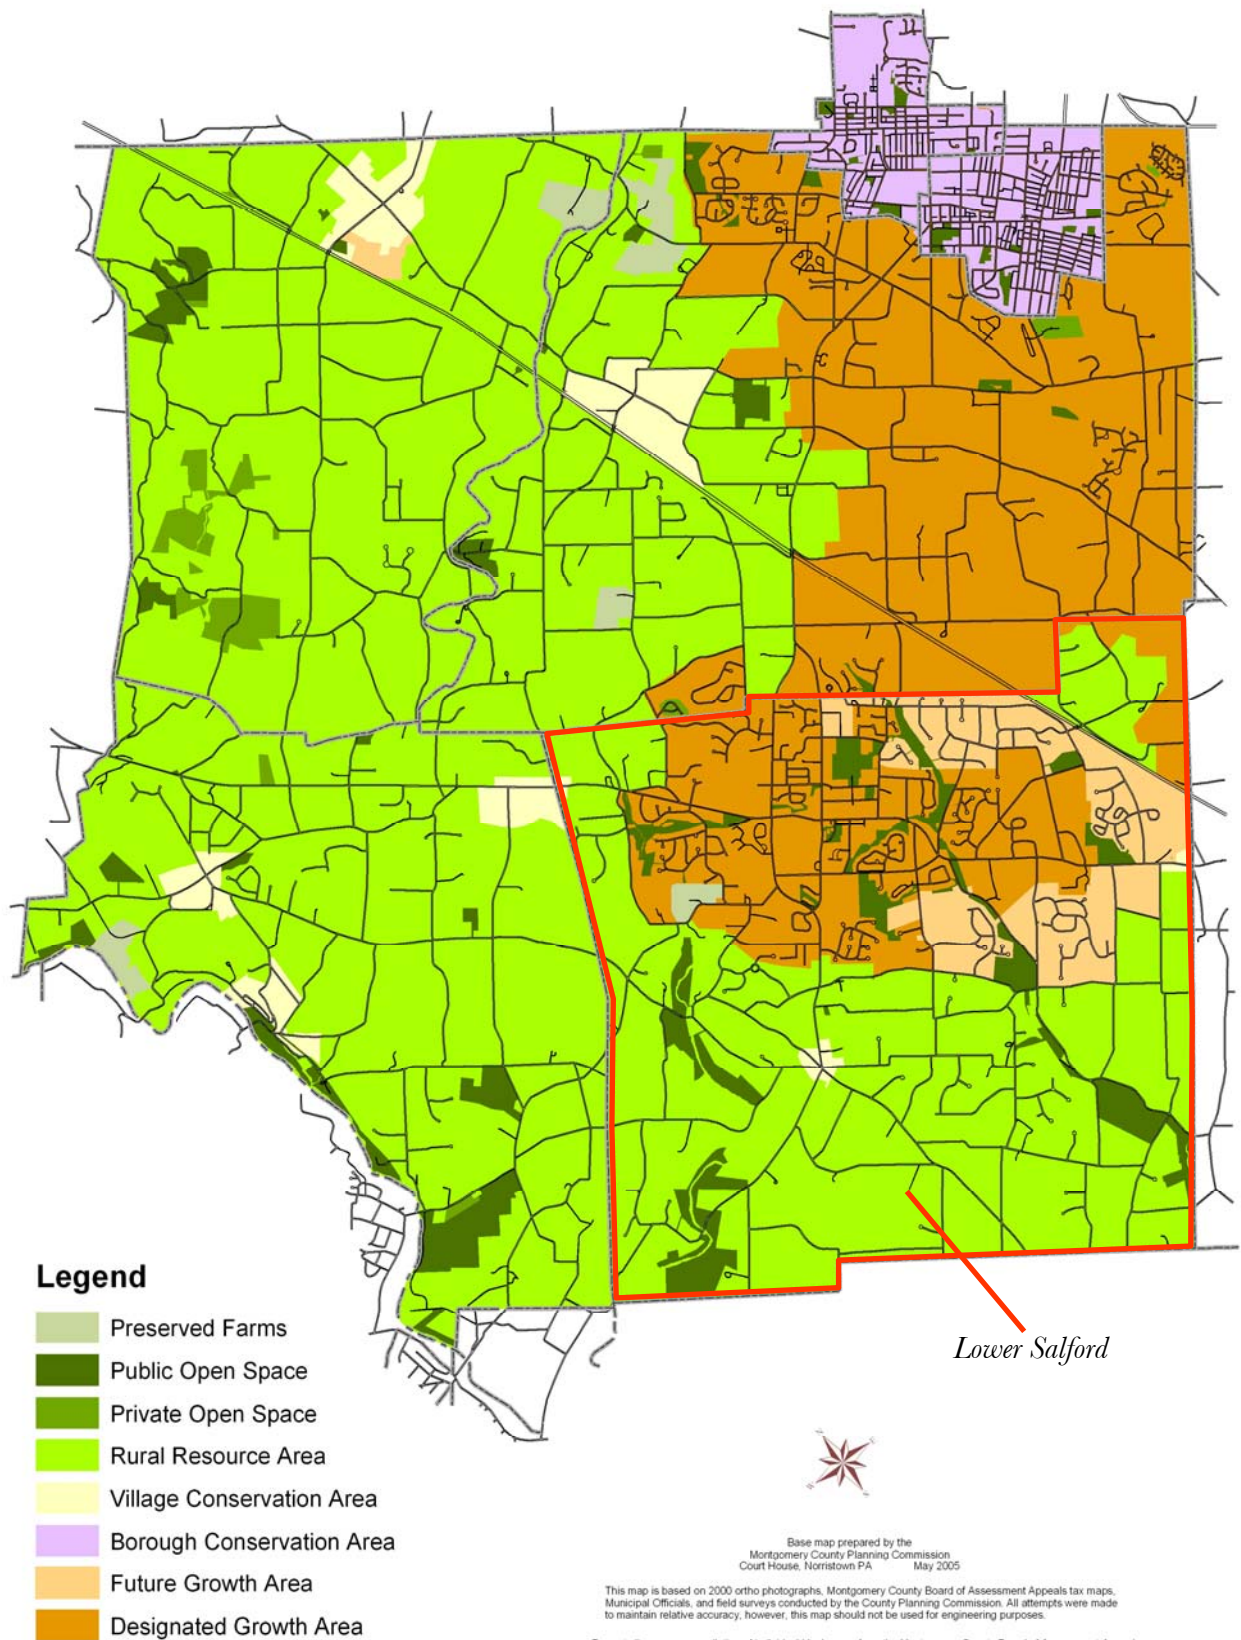 Legend
Preserved Farms
Public Open Space
Private Open Space
Rural Resource Area
Village Conservation Area
Borough Conservation Area
Future Growth Area
Designated Growth Area
Lower Salford
Base map prepared by the
Montgomery County Planning Commission
Court House, Norristown PA May 2005
This map is based on 2000 ortho photographs, Montgomery County Board of Assessment Appeals tax maps,
Municipal Officials, and field surveys conducted by the County Planning Commission. All attempts were made
to maintain relative accuracy, however, this map should not be used for engineering purposes.